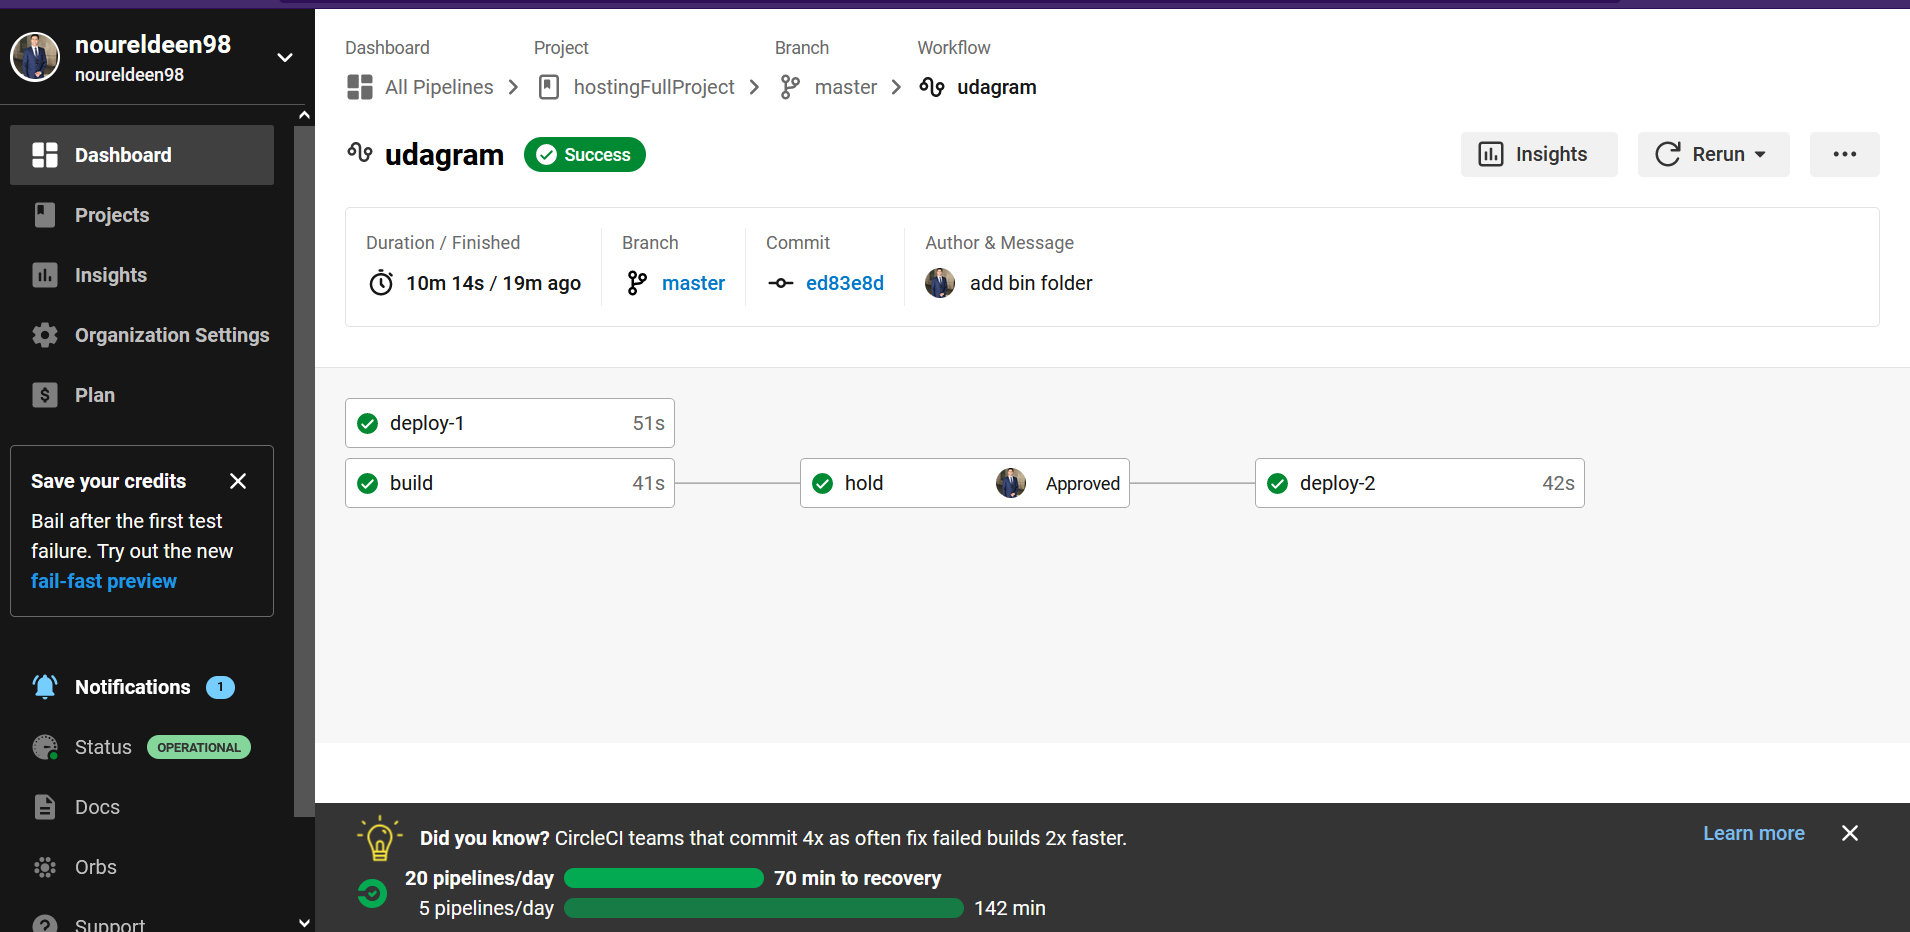 noureldeen98
noureldeen98
Dashboard
Projects
Insights
Organization Settings
$ Plan
Save your credits
Bail after the first test
failure. Try out the new
fail-fast preview
Notifications 1
Status OPERATIONAL
Docs
Orbs
? Support
Dashboard Project Branch Workflow
All Pipelines hostingFullProject master udagram
udagram Success
Insights Rerun ...
Duration / Finished Branch Commit Author & Message
10m 14s / 19m ago master ed83e8d add bin folder
deploy-1 51s
build 41s hold Approved deploy-2 42s
Did you know? CircleCI teams that commit 4x as often fix failed builds 2x faster.
Learn more
20 pipelines/day 70 min to recovery
5 pipelines/day 142 min